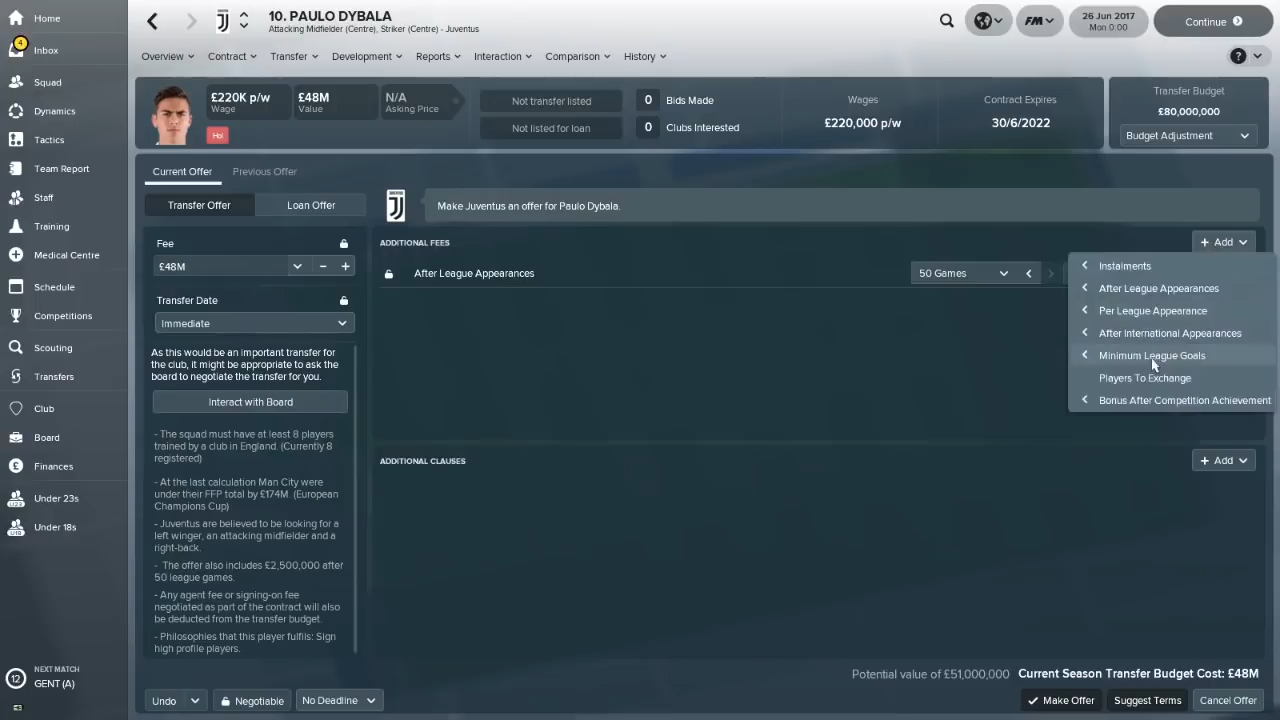 Home
4
Inbox
Squad
Dynamics
Tactics
Team Report
Staff
Training
Medical Centre
Schedule
Competitions
Scouting
Transfers
Club
Board
Finances
Under 23s
Under 18s
12
NEXT MATCH
GENT (A)
10. PAULO DYBALA
Attacking Midfielder (Centre), Striker (Centre) - Juventus
FM
26 Jun 2017
Mon 0:00
Continue
Overview
Contract
Transfer
Development
Reports
Interaction
Comparison
History
?
£220K p/w
Wage
£48M
Value
N/A
Asking Price
Hol
Not transfer listed
Not listed for loan
0 Bids Made
0 Clubs Interested
Wages
£220,000 p/w
Contract Expires
30/6/2022
Transfer Budget
£80,000,000
Budget Adjustment
Current Offer
Previous Offer
Transfer Offer
Loan Offer
Make Juventus an offer for Paulo Dybala.
Fee
£48M
Transfer Date
Immediate
As this would be an important transfer for
the club, it might be appropriate to ask the
board to negotiate the transfer for you.
Interact with Board
- The squad must have at least 8 players
trained by a club in England. (Currently 8
registered)
- At the last calculation Man City were
under their FFP total by £174M. (European
Champions Cup)
- Juventus are believed to be looking for a
left winger, an attacking midfielder and a
right-back.
- The offer also includes £2,500,000 after
50 league games.
- Any agent fee or signing-on fee
negotiated as part of the contract will also
be deducted from the transfer budget.
- Philosophies that this player fulfils: Sign
high profile players.
ADDITIONAL FEES
+ Add
After League Appearances
50 Games
Instalments
After League Appearances
Per League Appearance
After International Appearances
Minimum League Goals
Players To Exchange
Bonus After Competition Achievement
ADDITIONAL CLAUSES
+ Add
Potential value of £51,000,000 Current Season Transfer Budget Cost: £48M
Undo
Negotiable
No Deadline
Make Offer
Suggest Terms
Cancel Offer